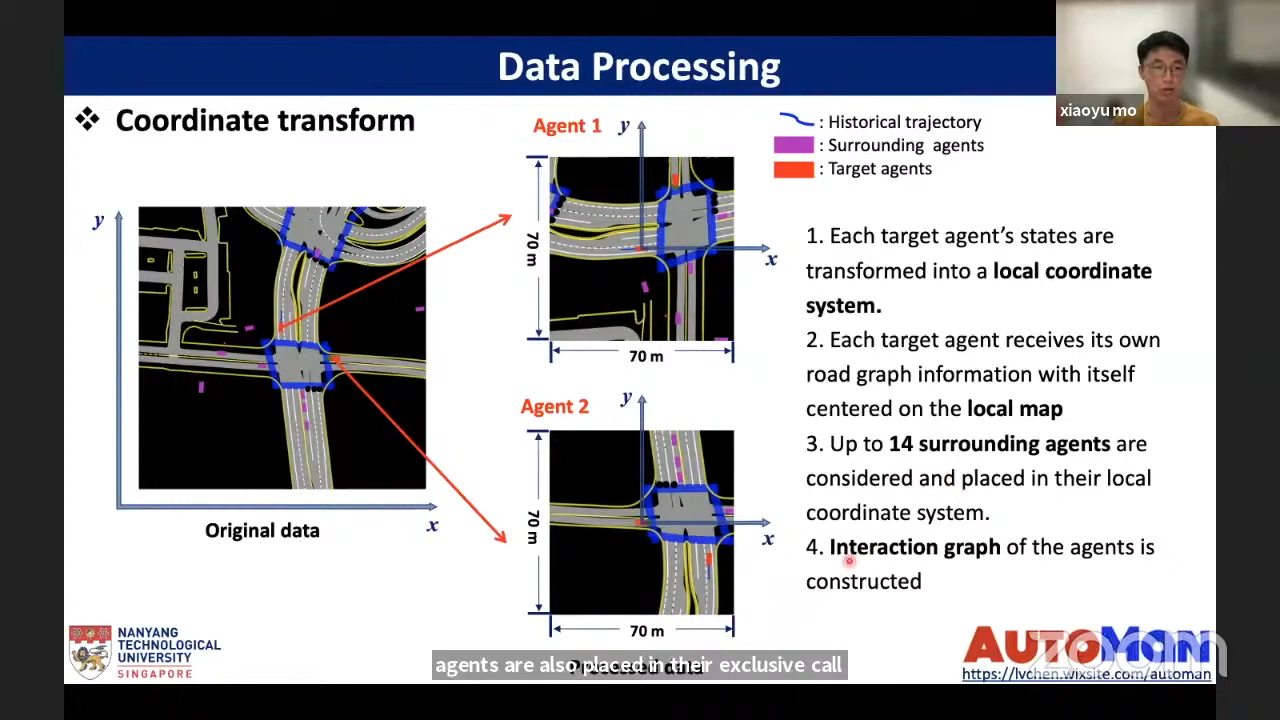 Data Processing
xiaoyu mo
❖ Coordinate transform
y
x
Original data
Agent 1
y
x
70 m
70 m
Agent 2
y
x
70 m
70 m
: Historical trajectory
: Surrounding agents
: Target agents
1. Each target agent's states are
transformed into a local coordinate
system.
2. Each target agent receives its own
road graph information with itself
centered on the local map
3. Up to 14 surrounding agents are
considered and placed in their local
coordinate system.
4. Interaction graph of the agents is
constructed
NANYANG
TECHNOLOGICAL
UNIVERSITY
SINGAPORE
agents are also placed in their exclusive call
AUTOMAN
zoom
https://lvchen.wixsite.com/automan